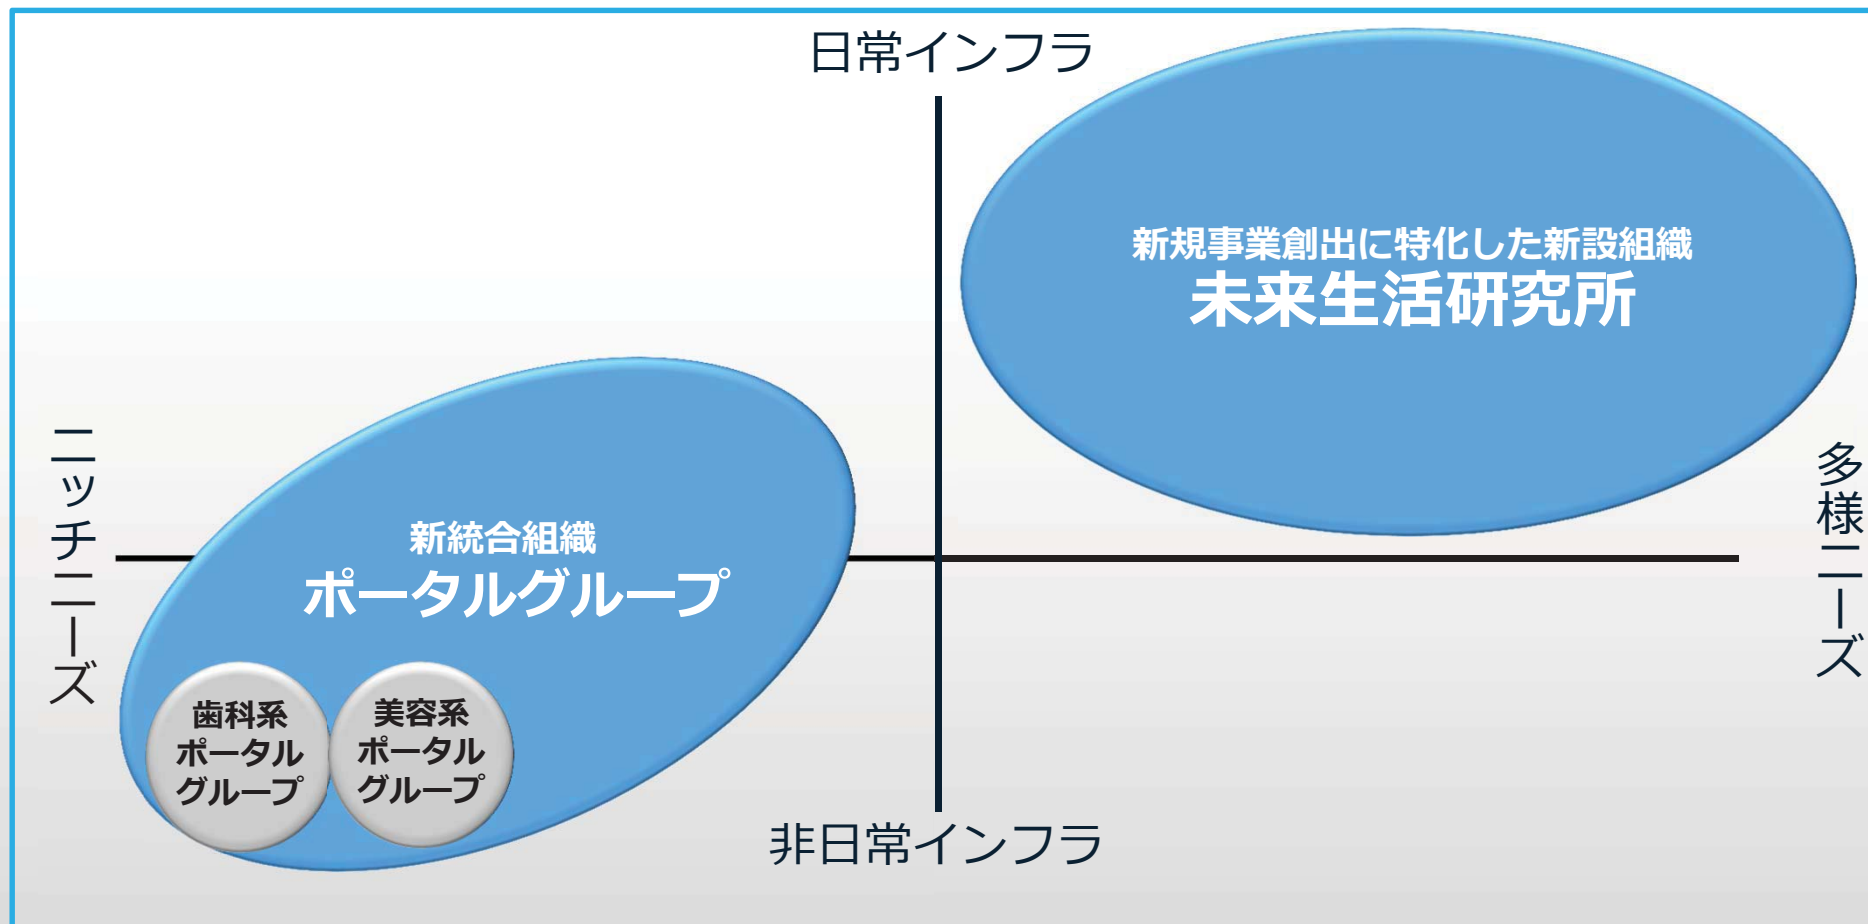 日常インフラ
新規事業創出に特化した新設組織
未来生活研究所
ニッチニーズ
多様ニーズ
新統合組織
ポータルグループ
歯科系
ポータル
グループ
美容系
ポータル
グループ
非日常インフラ